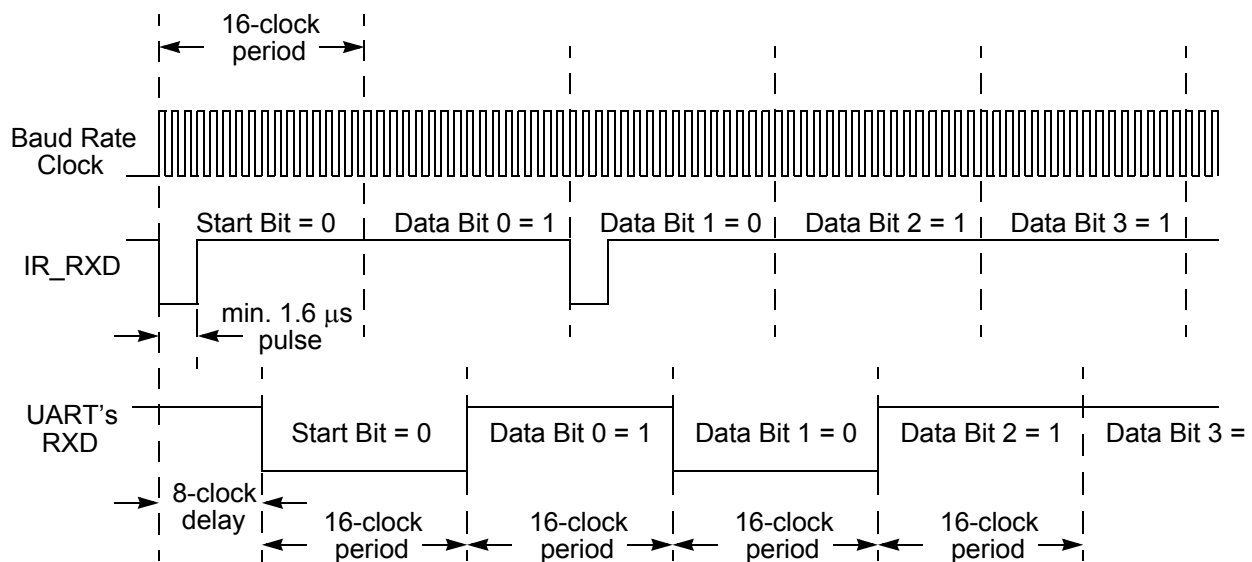 16-clock
period
Baud Rate
Clock
Start Bit = 0
Data Bit 0 = 1
Data Bit 1 = 0
Data Bit 2 = 1
Data Bit 3 = 1
IR_RXD
min. 1.6 μs
pulse
UART's
RXD
Start Bit = 0
Data Bit 0 = 1
Data Bit 1 = 0
Data Bit 2 = 1
Data Bit 3 =
8-clock
delay
16-clock
period
16-clock
period
16-clock
period
16-clock
period